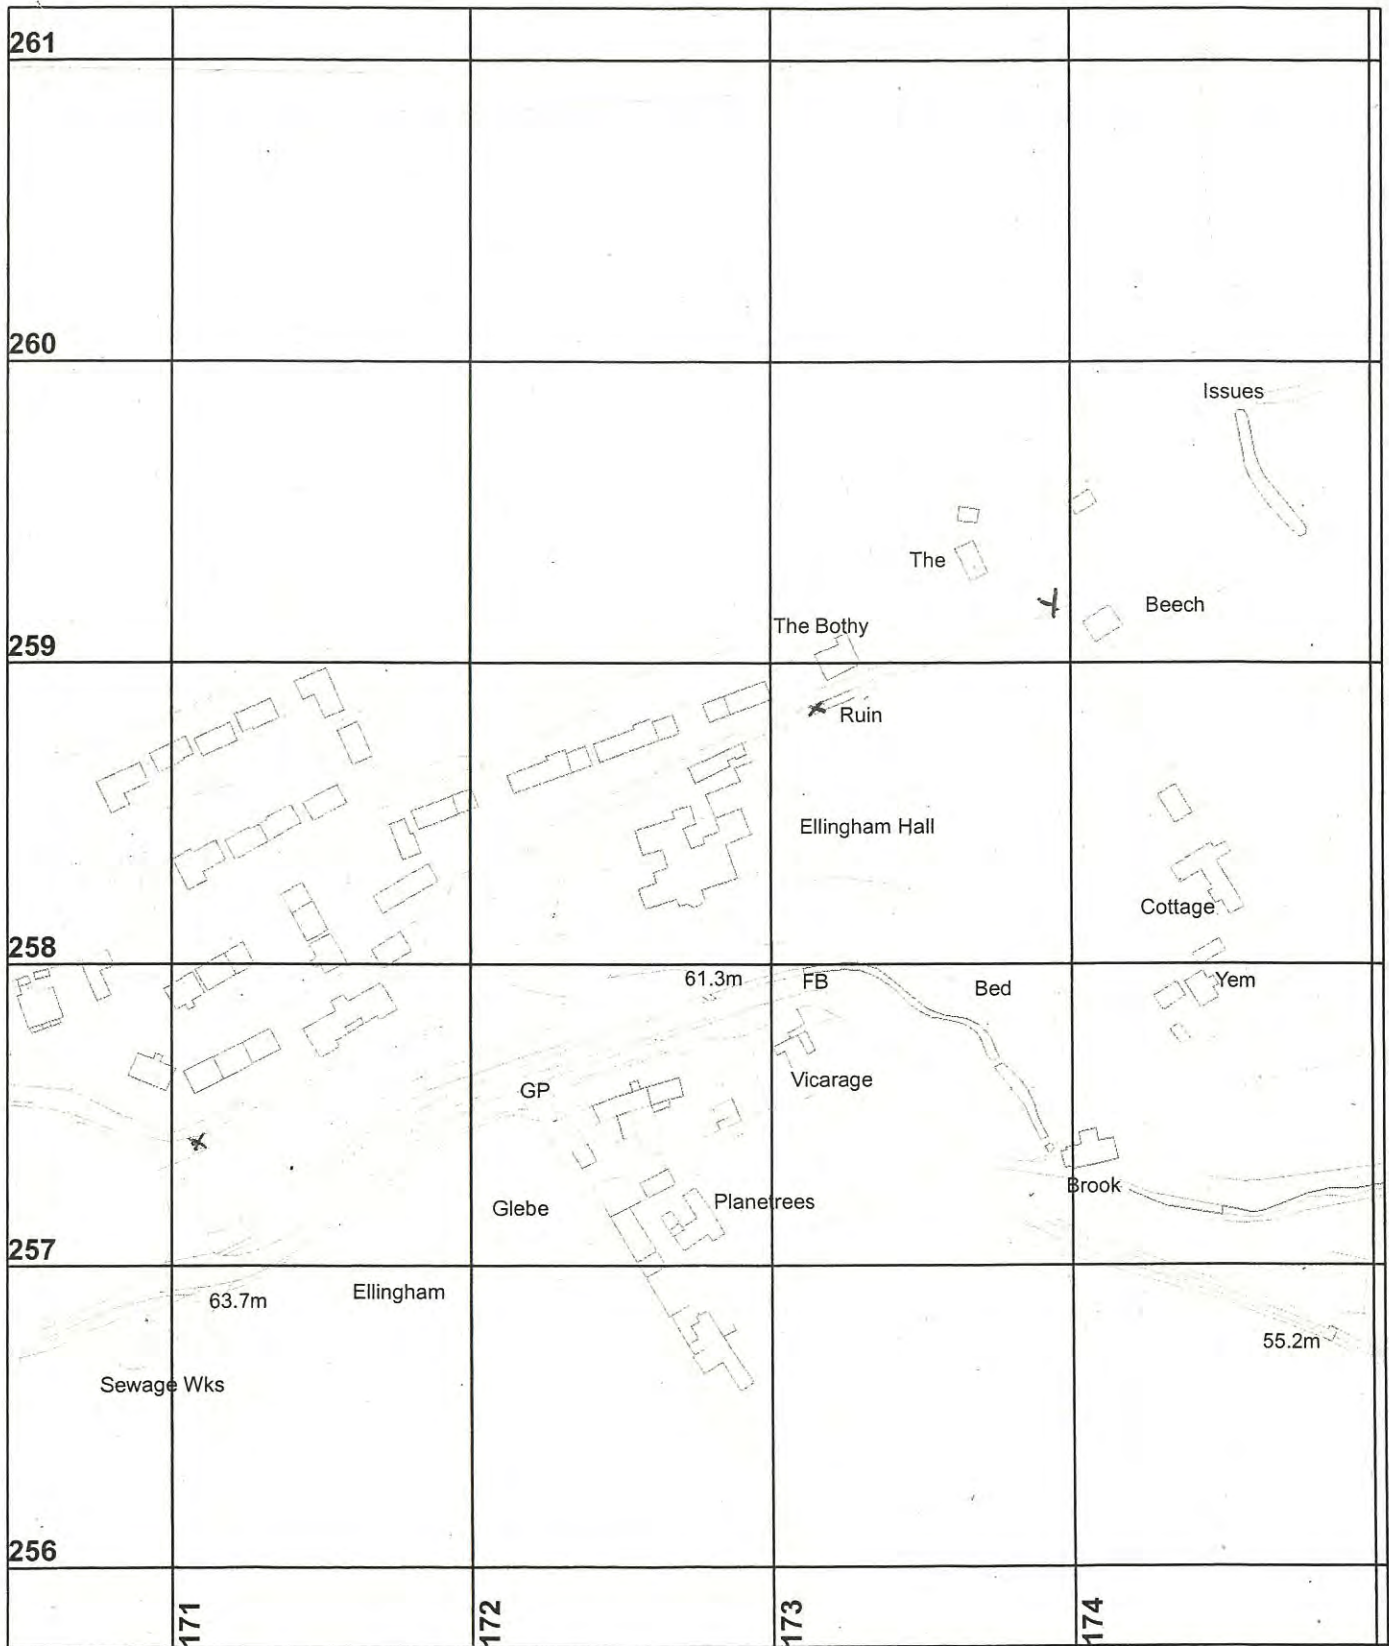 261
260
Issues
The
Beech
The Bothy
259
Ruin
Ellingham Hall
Cottage
258
61.3m
FB
Bed
Yem
GP
Vicarage
Brook
Glebe
Planetrees
257
Ellingham
63.7m
55.2m
Sewage Wks
256
171
172
173
174